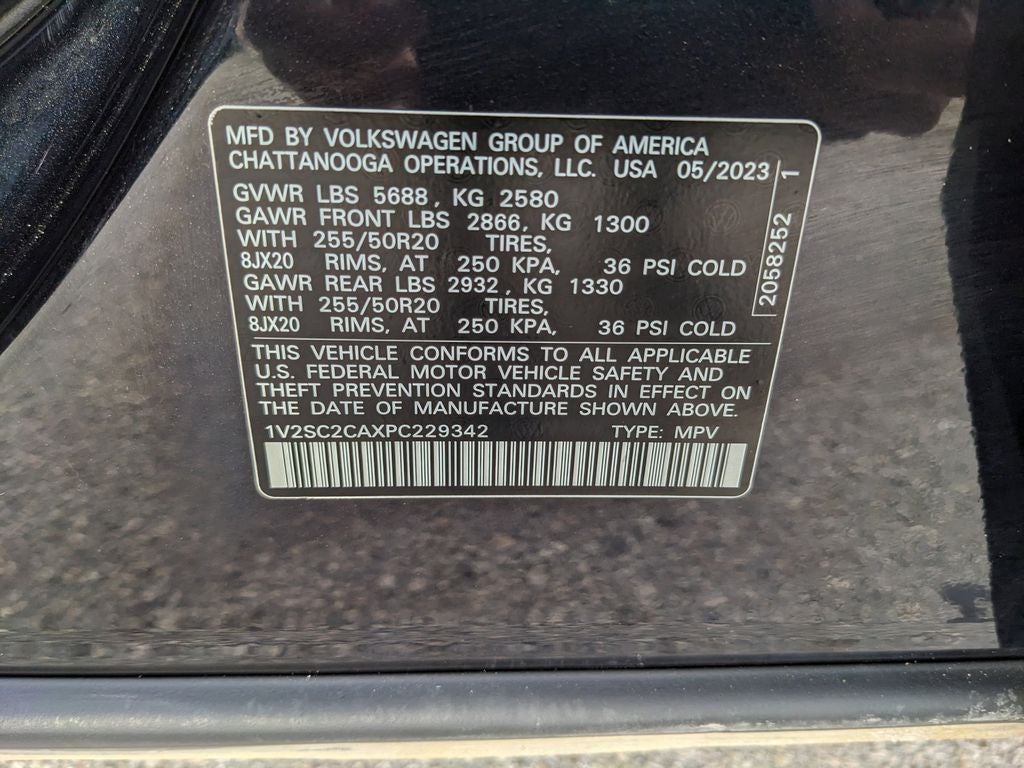 MFD BY VOLKSWAGEN GROUP OF AMERICA
CHATTANOOGA OPERATIONS, LLC. USA 05/2023
GVWR LBS 5688, KG 2580
GAWR FRONT LBS 2866, KG 1300
WITH 255/50R20 TIRES,
8JX20 RIMS, AT 250 KPA, 36 PSI COLD
GAWR REAR LBS 2932, KG 1330
WITH 255/50R20 TIRES,
8JX20 RIMS, AT 250 KPA, 36 PSI COLD
2058252 1
THIS VEHICLE CONFORMS TO ALL APPLICABLE
U.S. FEDERAL MOTOR VEHICLE SAFETY AND
THEFT PREVENTION STANDARDS IN EFFECT ON
THE DATE OF MANUFACTURE SHOWN ABOVE.
1V2SC2CAXPC229342 TYPE: MPV